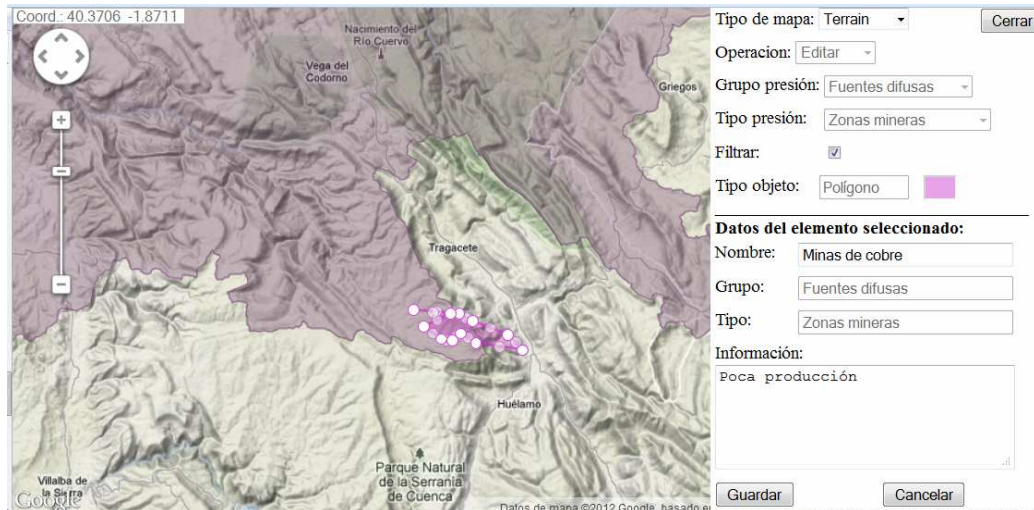 Coord.: 40.3706 -1.8711
Nacimiento del
Río Cuervo
Vega del
Codorno
Griegos
Tragacete
Huélamo
Parque Natural
de la Serranía
de Cuenca
Villalba de
la Sierra
Google
Datos de mapa ©2012 Google, basado en
Tipo de mapa: Terrain
Cerrar
Operacion: Editar
Grupo presión: Fuentes difusas
Tipo presión: Zonas mineras
Filtrar:
Tipo objeto: Polígono
Datos del elemento seleccionado:
Nombre: Minas de cobre
Grupo: Fuentes difusas
Tipo: Zonas mineras
Información:
Poca producción
Guardar
Cancelar